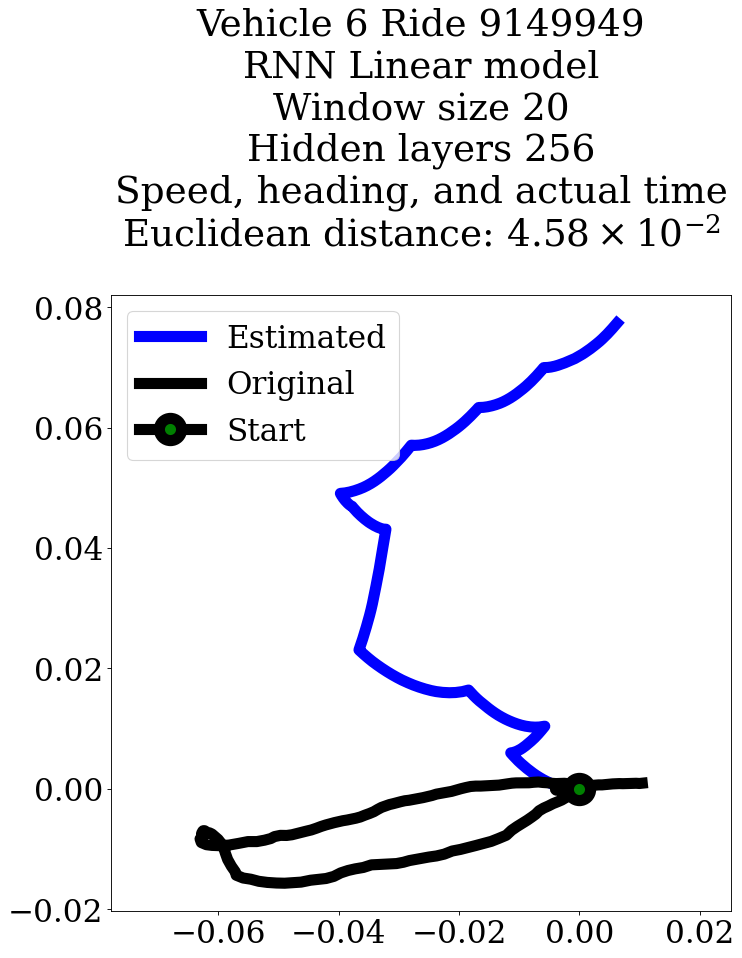 Vehicle 6 Ride 9149949
RNN Linear model
Window size 20
Hidden layers 256
Speed, heading, and actual time
Euclidean distance: 4.58 × 10⁻²
Estimated
Original
Start
0.08
0.06
0.04
0.02
0.00
−0.02
−0.06 −0.04 −0.02 0.00 0.02